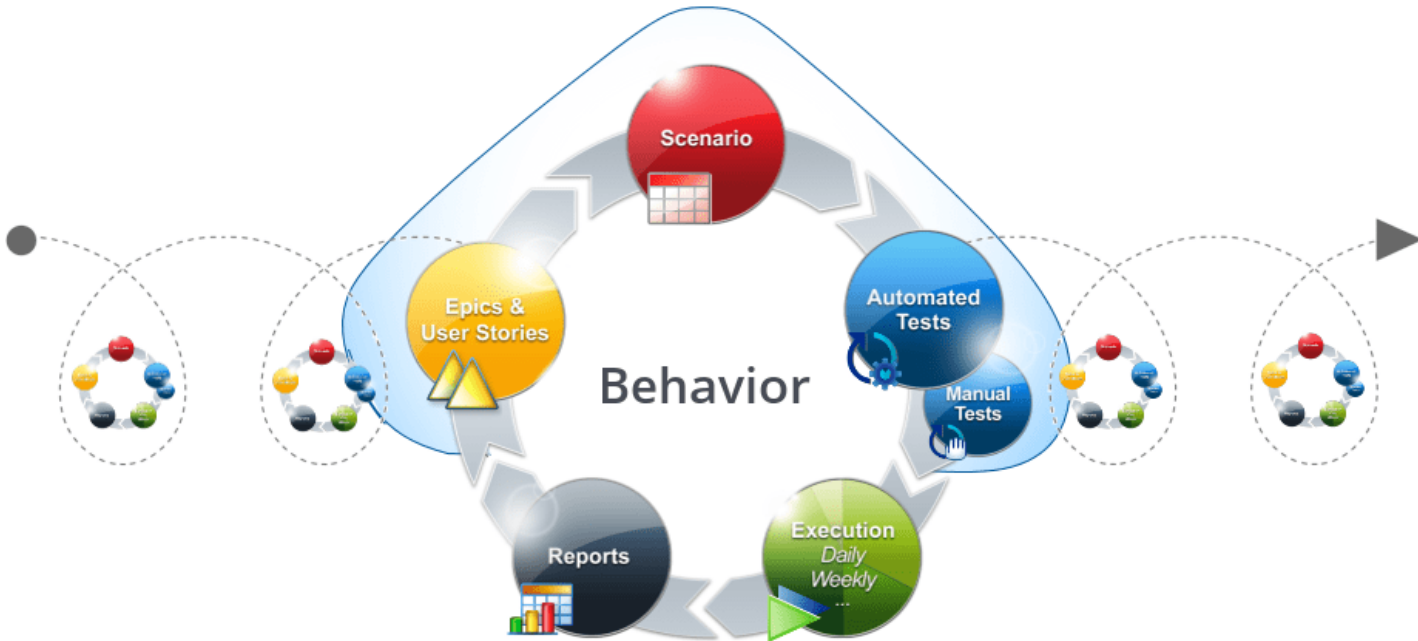 Scenario
Epics &
User Stories
Automated
Tests
Behavior
Manual
Tests
Execution
Daily
Weekly
...
Reports